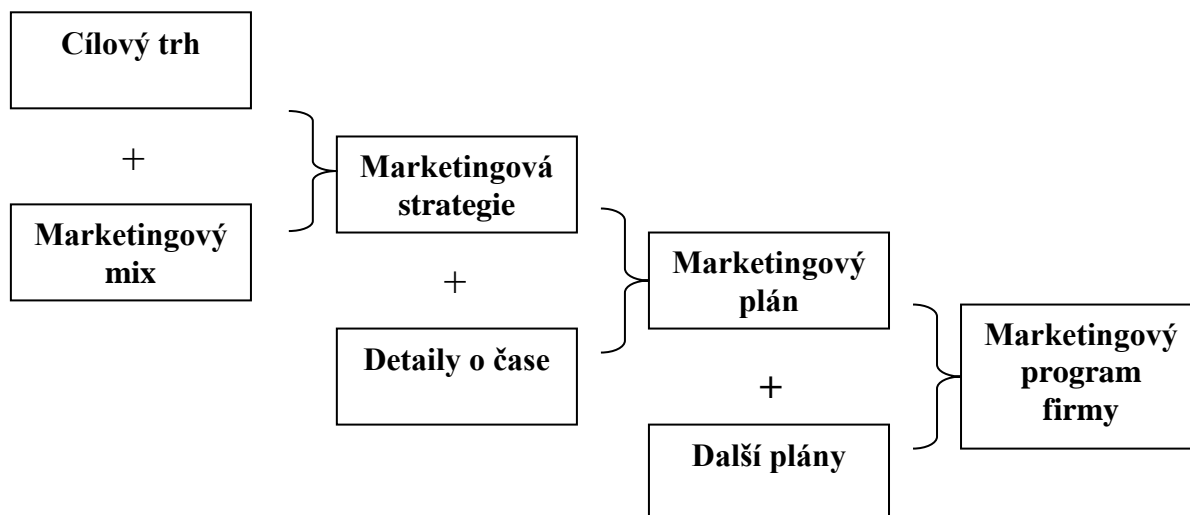 Cílový trh
+
Marketingový
mix
Marketingová
strategie
+
Detaily o čase
Marketingový
plán
+
Další plány
Marketingový
program
firmy